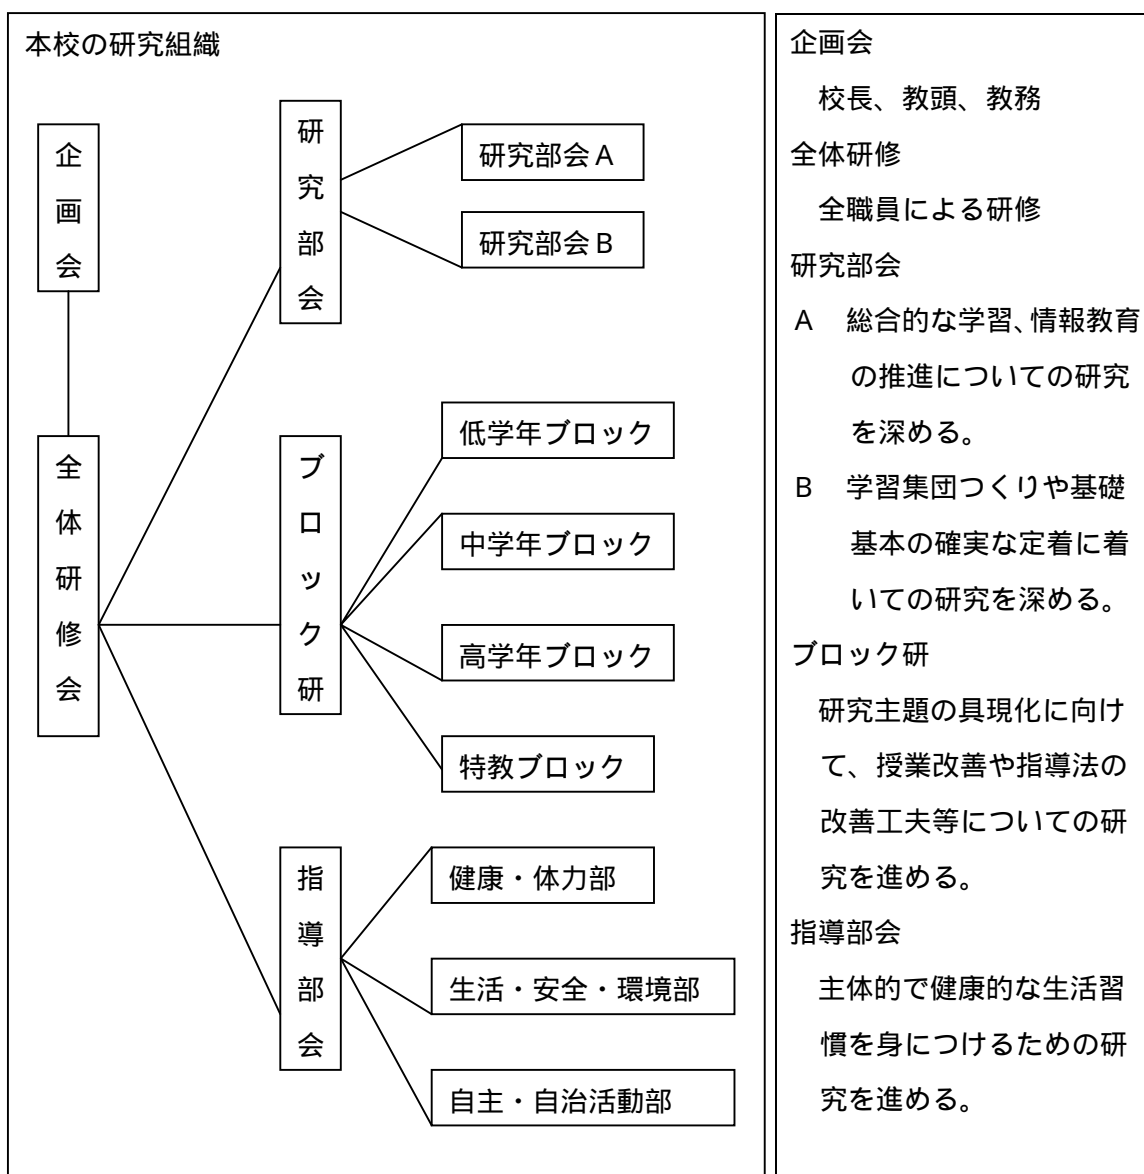 本校の研究組織
企画会
全体研修会
研究部会
研究部会A
研究部会B
ブロック研
低学年ブロック
中学年ブロック
高学年ブロック
特教ブロック
指導部会
健康・体力部
生活・安全・環境部
自主・自治活動部
企画会
校長、教頭、教務
全体研修
全職員による研修
研究部会
A 総合的な学習、情報教育
の推進についての研究
を深める。
B 学習集団つくりや基礎
基本の確実な定着に着
いての研究を深める。
ブロック研
研究主題の具現化に向け
て、授業改善や指導法の
改善工夫等についての研
究を進める。
指導部会
主体的で健康的な生活習
慣を身につけるための研
究を進める。